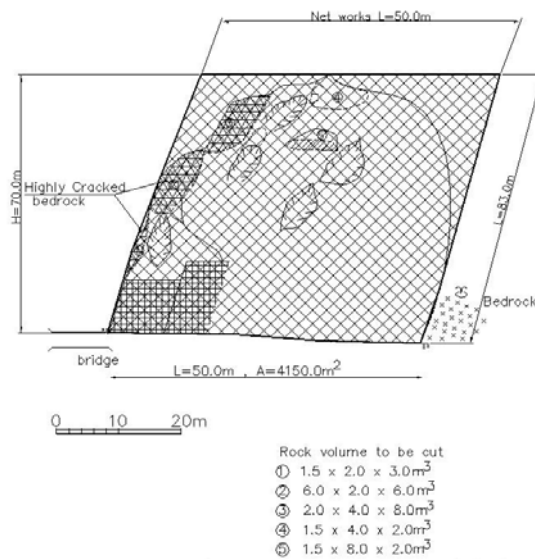 Net works L=50.0m
Highly Cracked
bedrock
H=70.0m
L=83.0m
Bedrock
bridge
L=50.0m , A=4150.0m²
0 10 20m
Rock volume to be cut
① 1.5 x 2.0 x 3.0m³
② 6.0 x 2.0 x 6.0m³
③ 2.0 x 4.0 x 8.0m³
④ 1.5 x 4.0 x 2.0m³
⑤ 1.5 x 8.0 x 2.0m³